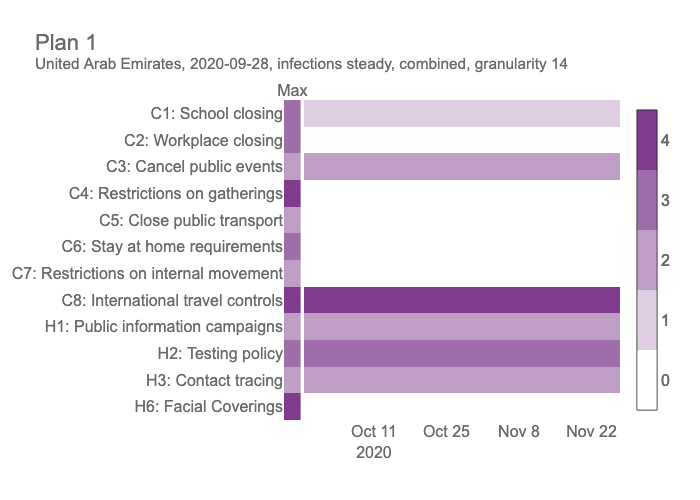 Plan 1
United Arab Emirates, 2020-09-28, infections steady, combined, granularity 14
Max
C1: School closing
C2: Workplace closing
C3: Cancel public events
C4: Restrictions on gatherings
C5: Close public transport
C6: Stay at home requirements
C7: Restrictions on internal movement
C8: International travel controls
H1: Public information campaigns
H2: Testing policy
H3: Contact tracing
H6: Facial Coverings
4
3
2
1
0
Oct 11 Oct 25 Nov 8 Nov 22
2020